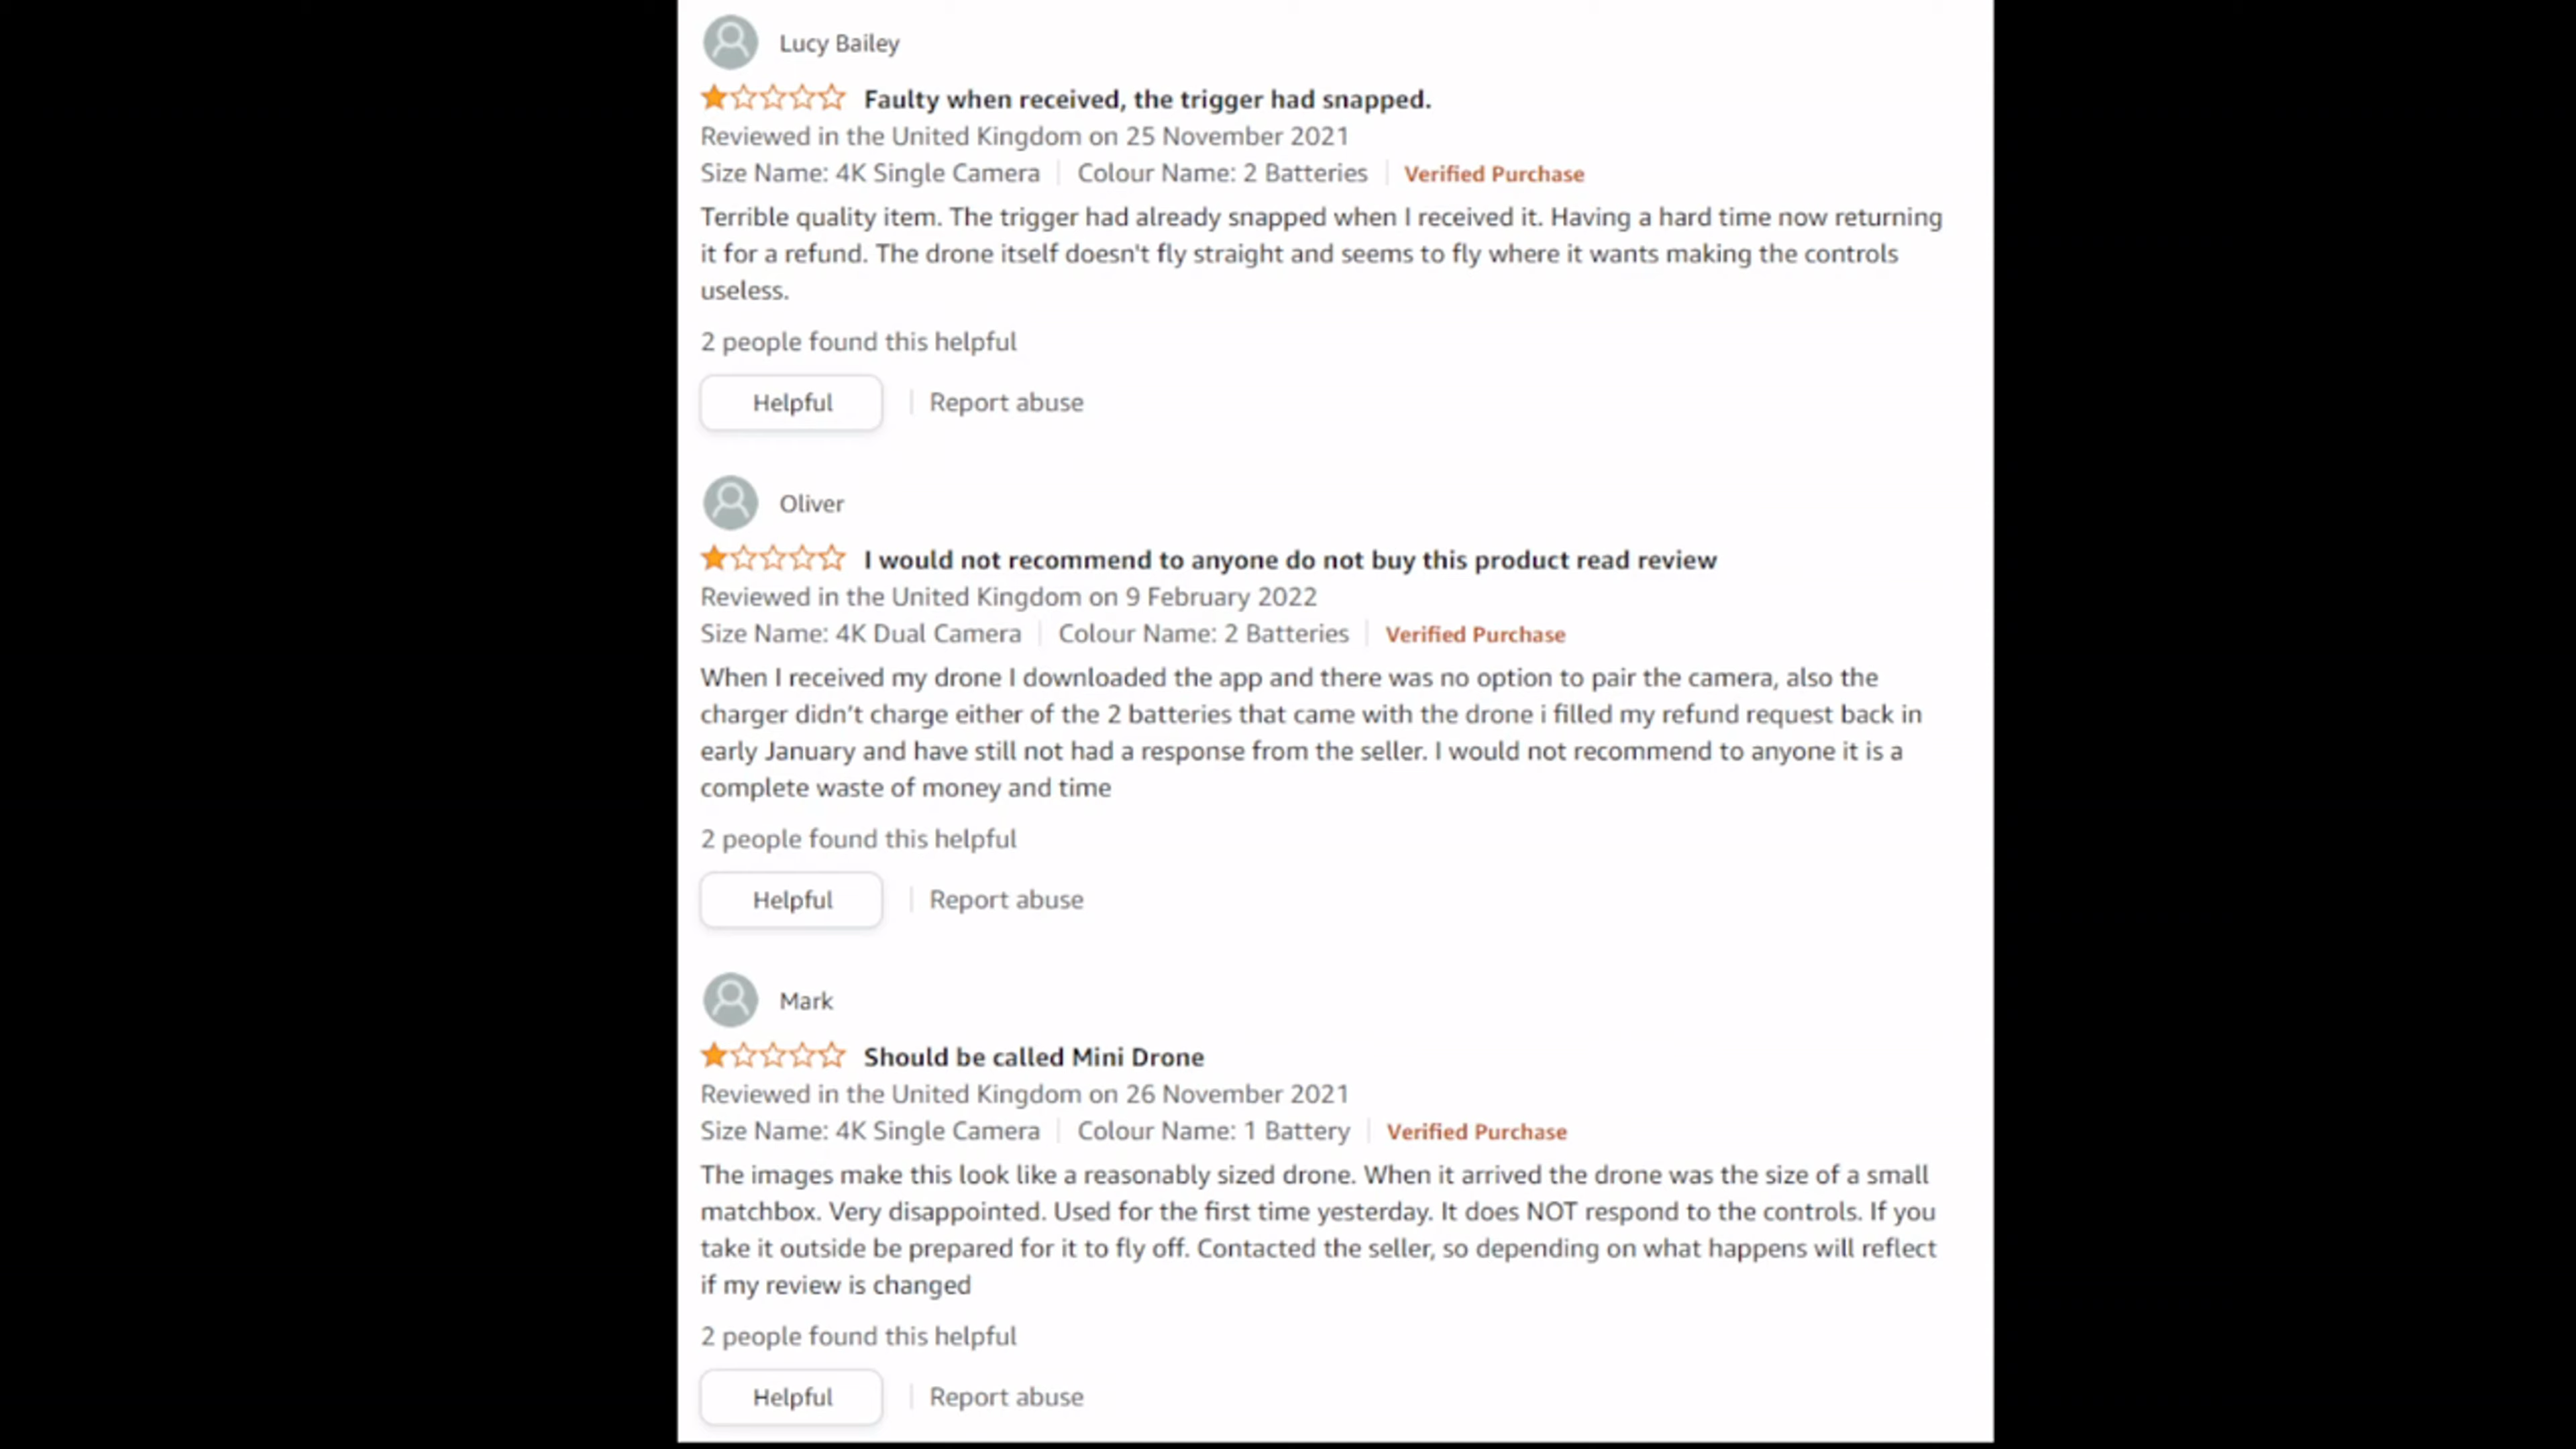 Lucy Bailey
Faulty when received, the trigger had snapped.
Reviewed in the United Kingdom on 25 November 2021
Size Name: 4K Single Camera | Colour Name: 2 Batteries | Verified Purchase
Terrible quality item. The trigger had already snapped when I received it. Having a hard time now returning
it for a refund. The drone itself doesn't fly straight and seems to fly where it wants making the controls
useless.
2 people found this helpful
Helpful | Report abuse
Oliver
I would not recommend to anyone do not buy this product read review
Reviewed in the United Kingdom on 9 February 2022
Size Name: 4K Dual Camera | Colour Name: 2 Batteries | Verified Purchase
When I received my drone I downloaded the app and there was no option to pair the camera, also the
charger didn't charge either of the 2 batteries that came with the drone i filled my refund request back in
early January and have still not had a response from the seller. I would not recommend to anyone it is a
complete waste of money and time
2 people found this helpful
Helpful | Report abuse
Mark
Should be called Mini Drone
Reviewed in the United Kingdom on 26 November 2021
Size Name: 4K Single Camera | Colour Name: 1 Battery | Verified Purchase
The images make this look like a reasonably sized drone. When it arrived the drone was the size of a small
matchbox. Very disappointed. Used for the first time yesterday. It does NOT respond to the controls. If you
take it outside be prepared for it to fly off. Contacted the seller, so depending on what happens will reflect
if my review is changed
2 people found this helpful
Helpful | Report abuse